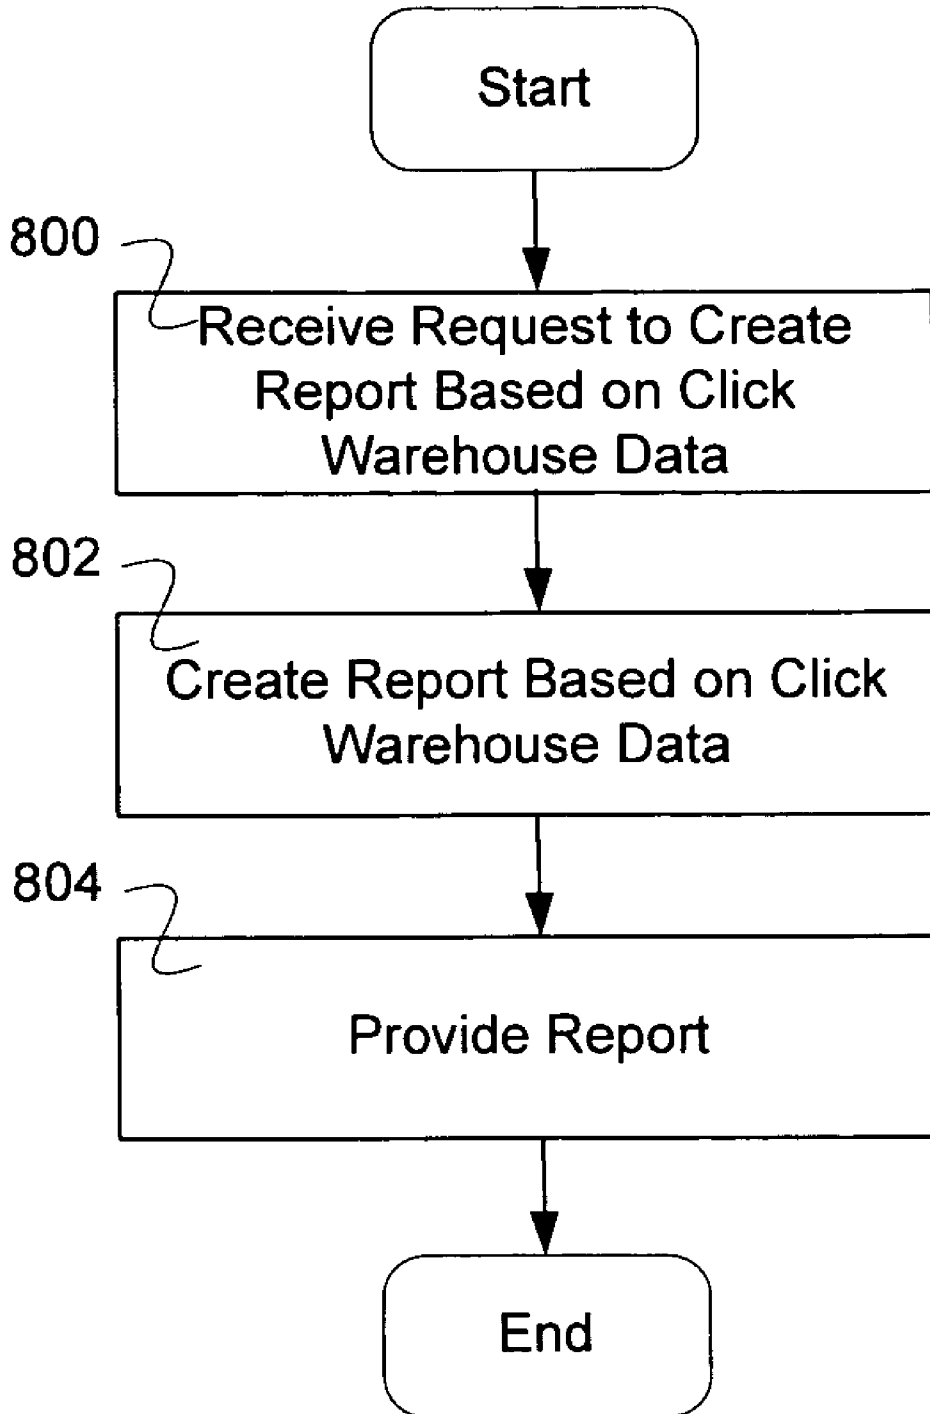 Start
800
Receive Request to Create
Report Based on Click
Warehouse Data
802
Create Report Based on Click
Warehouse Data
804
Provide Report
End